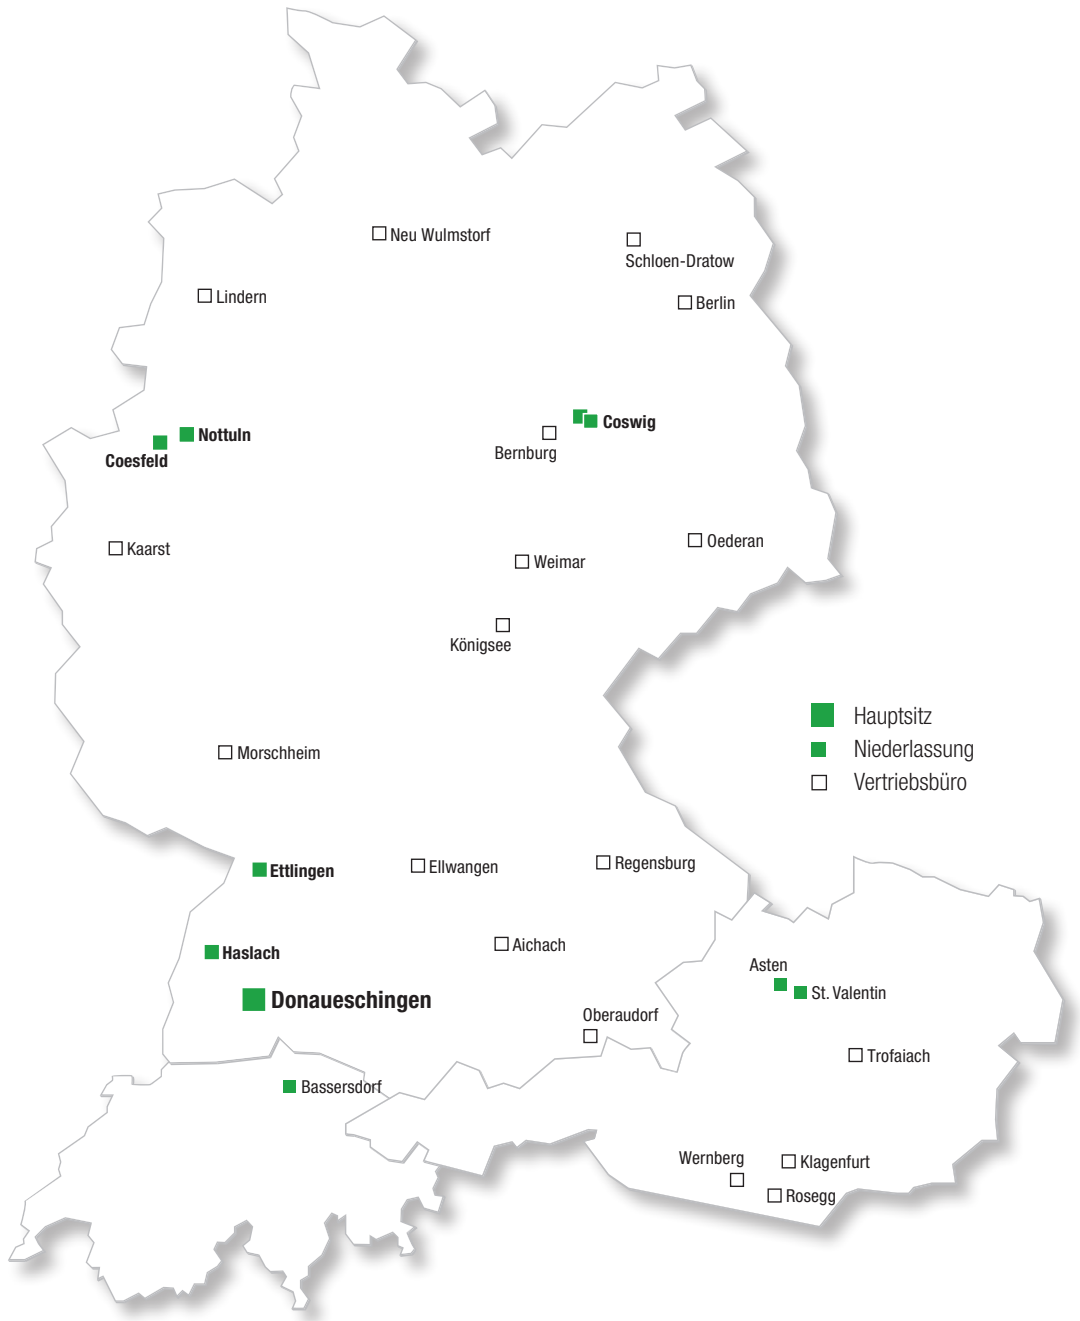 Neu Wulmstorf
Schloen-Dratow
Lindern
Berlin
Coswig
Nottuln
Bernburg
Coesfeld
Oederan
Kaarst
Weimar
Königsee
Hauptsitz
Niederlassung
Vertriebsbüro
Morschheim
Ettlingen
Ellwangen
Regensburg
Haslach
Aichach
Asten
St. Valentin
Donaueschingen
Oberaudorf
Trofaiach
Bassersdorf
Wernberg
Klagenfurt
Rosegg